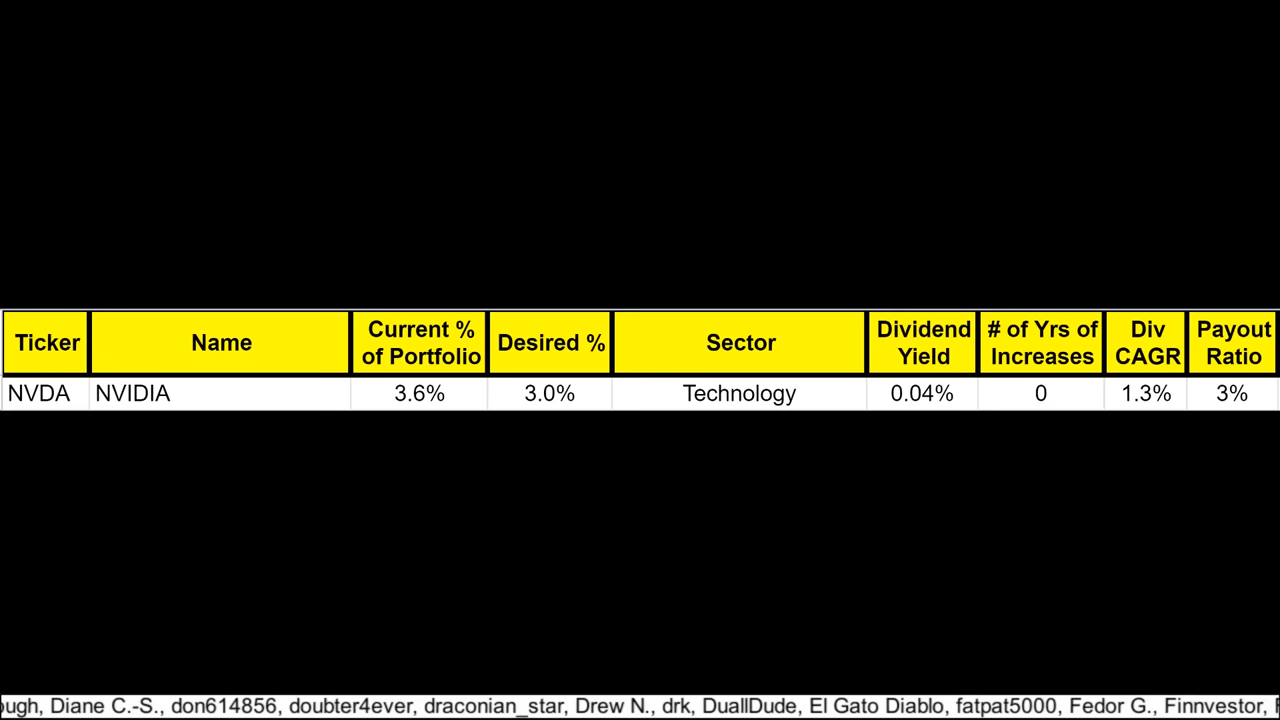 Ticker Name Current % of Portfolio Desired % Sector Dividend Yield # of Yrs of Increases Div CAGR Payout Ratio
NVDA NVIDIA 3.6% 3.0% Technology 0.04% 0 1.3% 3%
ugh, Diane C.-S., don614856, doubter4ever, draconian_star, Drew N., drk, DuallDude, El Gato Diablo, fatpat5000, Fedor G., Finnvestor,